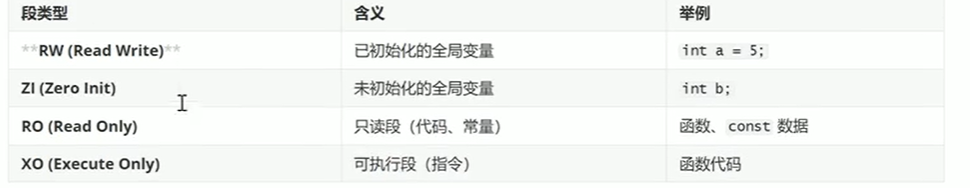 段类型 含义 举例
**RW (Read Write)** 已初始化的全局变量 int a = 5;
ZI (Zero Init) 未初始化的全局变量 int b;
RO (Read Only) 只读段（代码、常量） 函数、const 数据
XO (Execute Only) 可执行段（指令） 函数代码